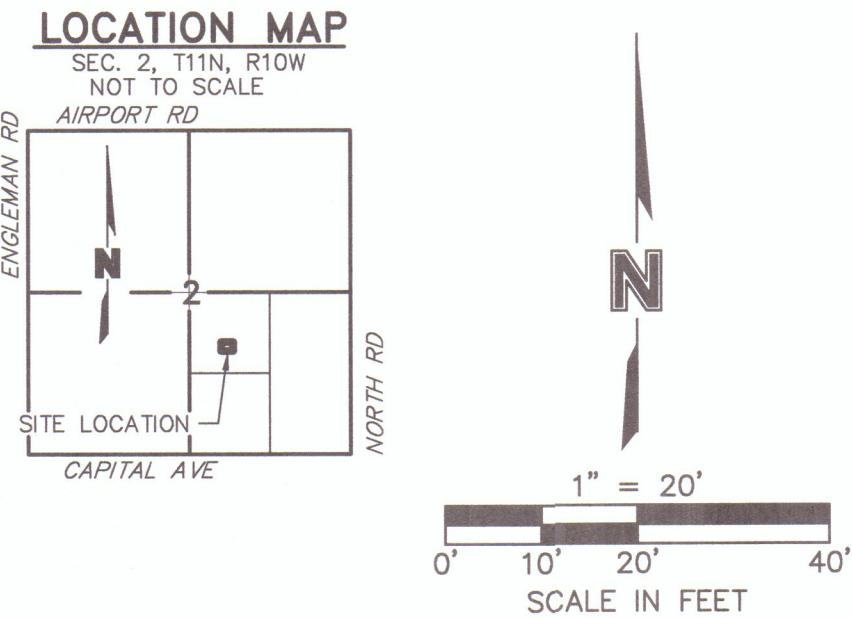 LOCATION MAP
SEC. 2, T11N, R10W
NOT TO SCALE
AIRPORT RD
ENGLEMAN RD
N
2
SITE LOCATION
NORTH RD
CAPITAL AVE
N
1" = 20'
0' 10' 20' 40'
SCALE IN FEET